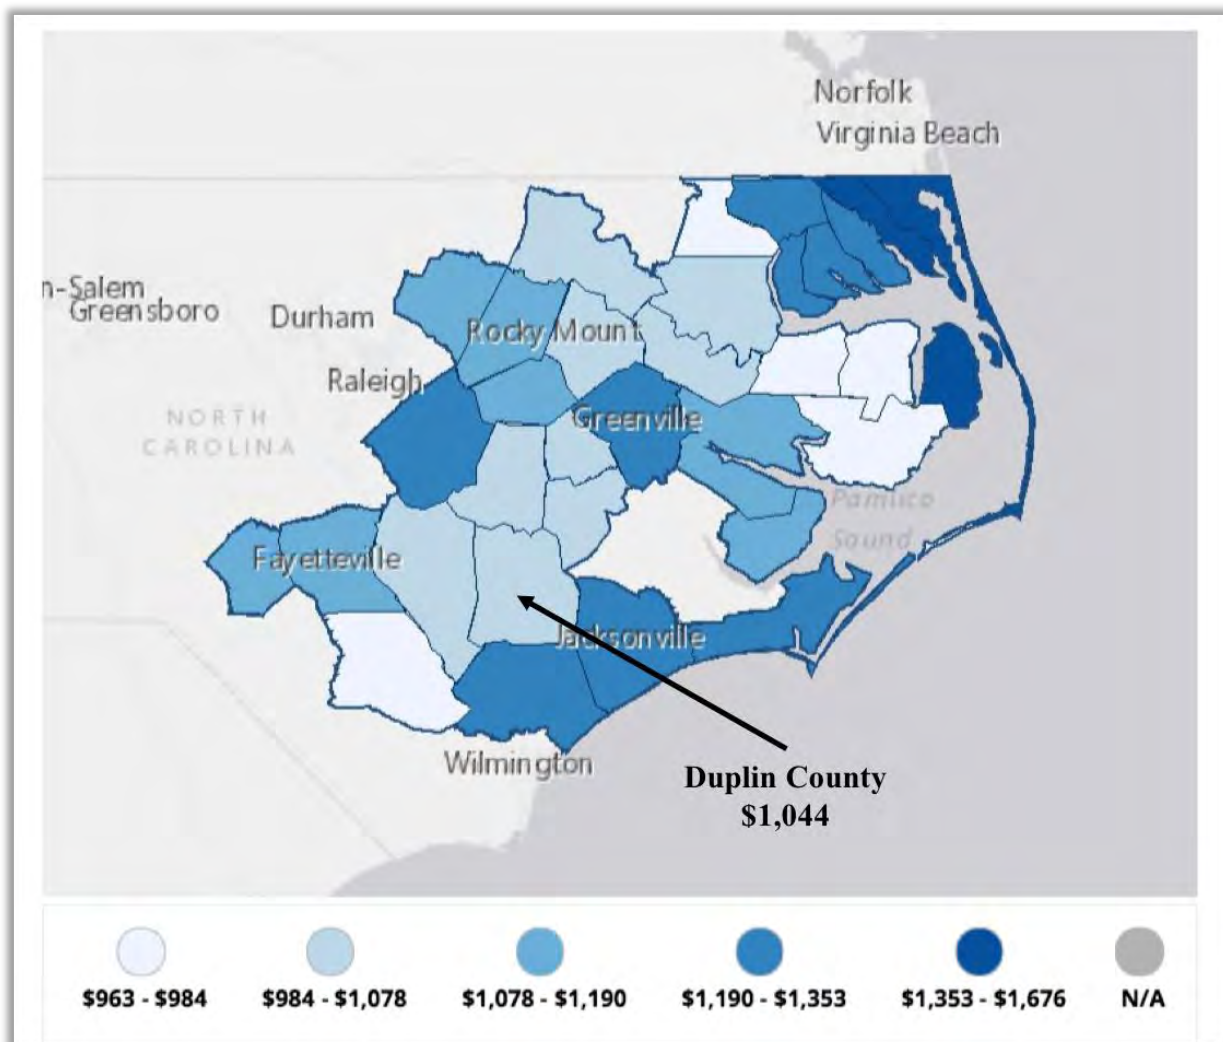 Norfolk
Virginia Beach
n-Salem
Greensboro
Durham
Rocky Mount
Raleigh
NORTH
CAROLINA
Greenville
Pamlico
Sound
Fayetteville
Jacksonville
Wilmington
Duplin County
$1,044
$963 - $984
$984 - $1,078
$1,078 - $1,190
$1,190 - $1,353
$1,353 - $1,676
N/A